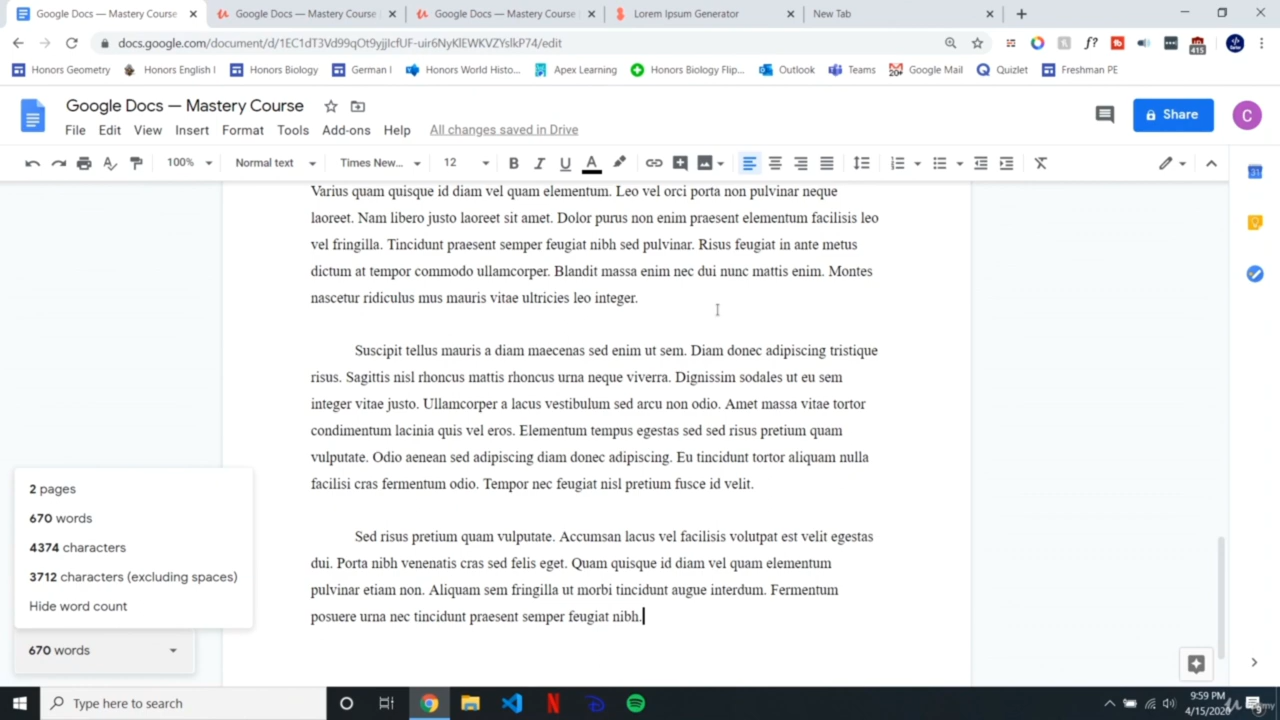 Google Docs — Mastery Course
Google Docs — Mastery Course
Google Docs — Mastery Course
Lorem Ipsum Generator
New Tab
docs.google.com/document/d/1EC1dT3Vd99qOt9yjjIcfUF-uir6NyKlEWKVZYslkP74/edit
Honors Geometry
Honors English I
Honors Biology
German I
Honors World Histo...
Apex Learning
Honors Biology Flip...
Outlook
Teams
Google Mail
Quizlet
Freshman PE
Google Docs — Mastery Course
Share
C
File Edit View Insert Format Tools Add-ons Help All changes saved in Drive
100% Normal text Times New... 12
Varius quam quisque id diam vel quam elementum. Leo vel orci porta non pulvinar neque
laoreet. Nam libero justo laoreet sit amet. Dolor purus non enim praesent elementum facilisis leo
vel fringilla. Tincidunt praesent semper feugiat nibh sed pulvinar. Risus feugiat in ante metus
dictum at tempor commodo ullamcorper. Blandit massa enim nec dui nunc mattis enim. Montes
nascetur ridiculus mus mauris vitae ultricies leo integer.
Suscipit tellus mauris a diam maecenas sed enim ut sem. Diam donec adipiscing tristique
risus. Sagittis nisl rhoncus mattis rhoncus urna neque viverra. Dignissim sodales ut eu sem
integer vitae justo. Ullamcorper a lacus vestibulum sed arcu non odio. Amet massa vitae tortor
condimentum lacinia quis vel eros. Elementum tempus egestas sed sed risus pretium quam
vulputate. Odio aenean sed adipiscing diam donec adipiscing. Eu tincidunt tortor aliquam nulla
facilisi cras fermentum odio. Tempor nec feugiat nisl pretium fusce id velit.
Sed risus pretium quam vulputate. Accumsan lacus vel facilisis volutpat est velit egestas
dui. Porta nibh venenatis cras sed felis eget. Quam quisque id diam vel quam elementum
pulvinar etiam non. Aliquam sem fringilla ut morbi tincidunt augue interdum. Fermentum
posuere urna nec tincidunt praesent semper feugiat nibh.
2 pages
670 words
4374 characters
3712 characters (excluding spaces)
Hide word count
670 words
Type here to search
9:59 PM
4/15/2020